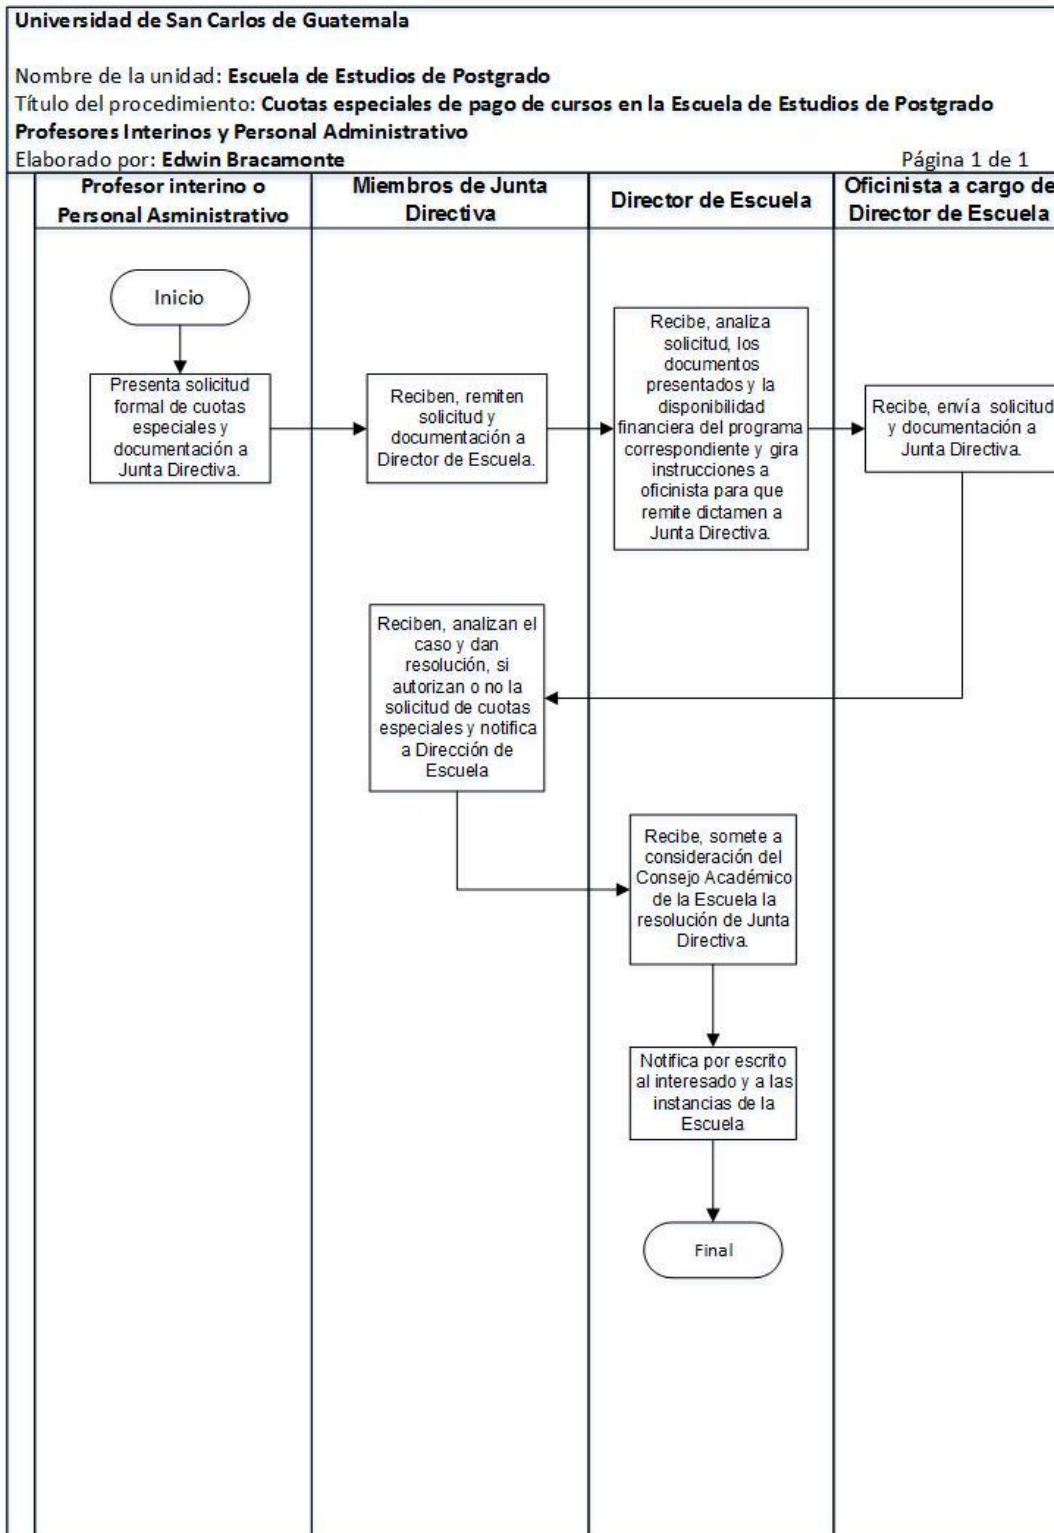 Universidad de San Carlos de Guatemala
Nombre de la unidad: Escuela de Estudios de Postgrado
Título del procedimiento: Cuotas especiales de pago de cursos en la Escuela de Estudios de Postgrado
Profesores Interinos y Personal Administrativo
Elaborado por: Edwin Bracamonte
Página 1 de 1
Profesor interino o
Personal Asministrativo
Miembros de Junta
Directiva
Director de Escuela
Oficinista a cargo de
Director de Escuela
Inicio
Presenta solicitud
formal de cuotas
especiales y
documentación a
Junta Directiva.
Reciben, remiten
solicitud y
documentación a
Director de Escuela.
Recibe, analiza
solicitud, los
documentos
presentados y la
disponibilidad
financiera del programa
correspondiente y gira
instrucciones a
oficinista para que
remite dictamen a
Junta Directiva.
Recibe, envía solicitud
y documentación a
Junta Directiva.
Reciben, analizan el
caso y dan
resolución, si
autorizan o no la
solicitud de cuotas
especiales y notifica
a Dirección de
Escuela
Recibe, somete a
consideración del
Consejo Académico
de la Escuela la
resolución de Junta
Directiva.
Notifica por escrito
al interesado y a las
instancias de la
Escuela
Final